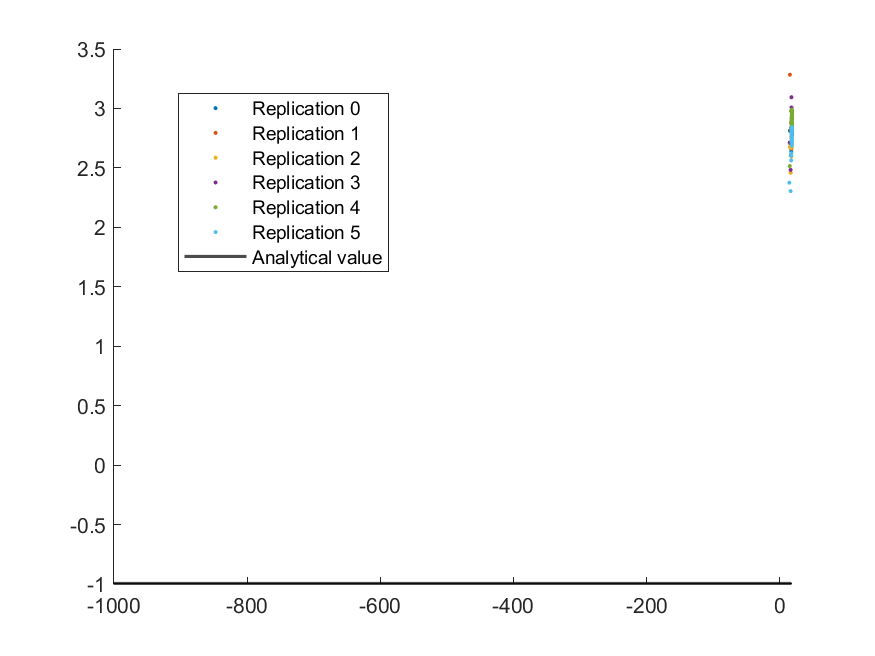 3.5
3
2.5
2
1.5
1
0.5
0
-0.5
-1
Replication 0
Replication 1
Replication 2
Replication 3
Replication 4
Replication 5
Analytical value
-1000 -800 -600 -400 -200 0